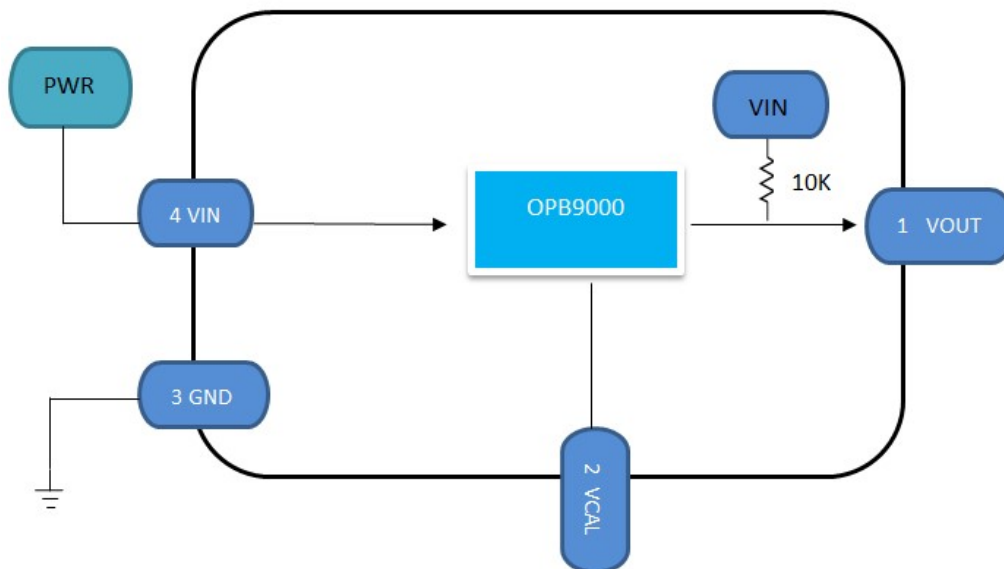 PWR
VIN
10K
4 VIN
OPB9000
1 VOUT
3 GND
2 VCAL